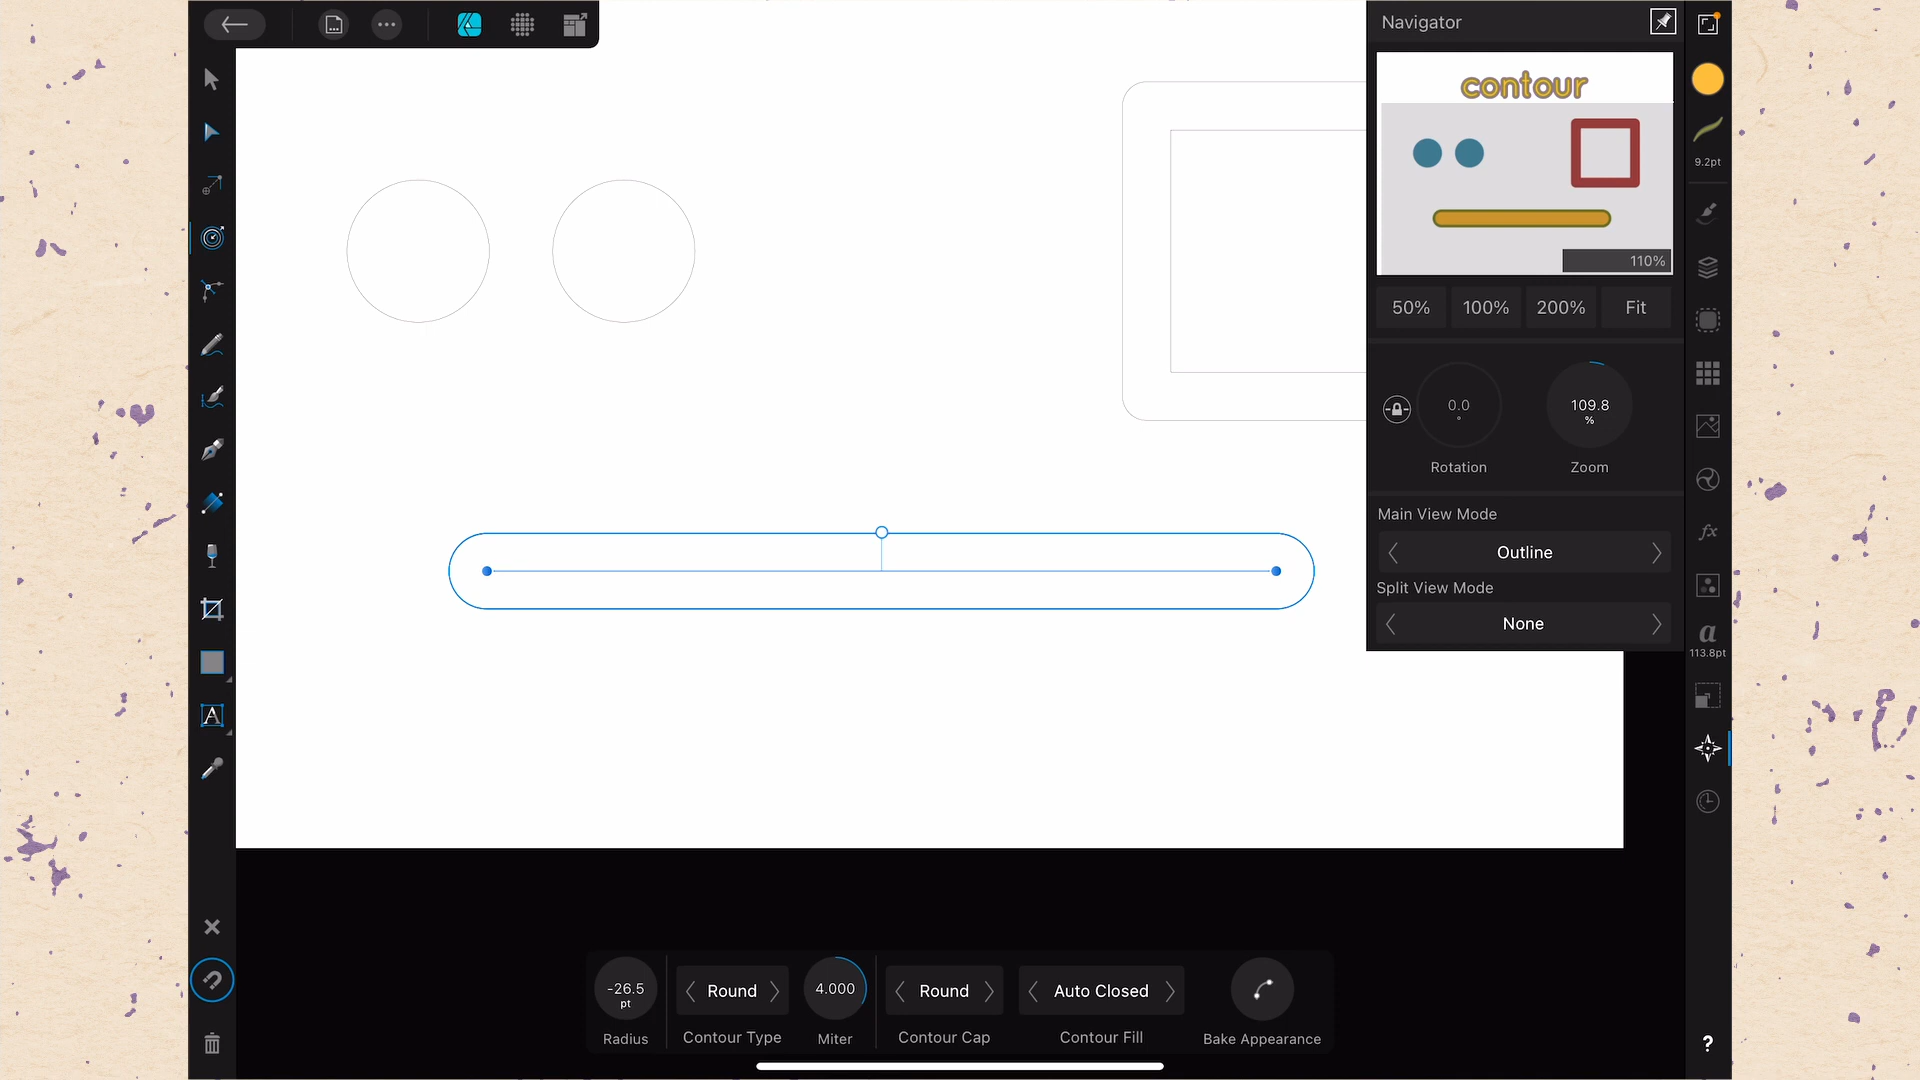 Navigator
contour
110%
50% 100% 200% Fit
0.0 °
109.8 %
Rotation Zoom
Main View Mode
Outline
Split View Mode
None
9.2pt
fx
a
113.8pt
A
-26.5 pt
Round
4.000
Round
Auto Closed
Radius Contour Type Miter Contour Cap Contour Fill Bake Appearance
?